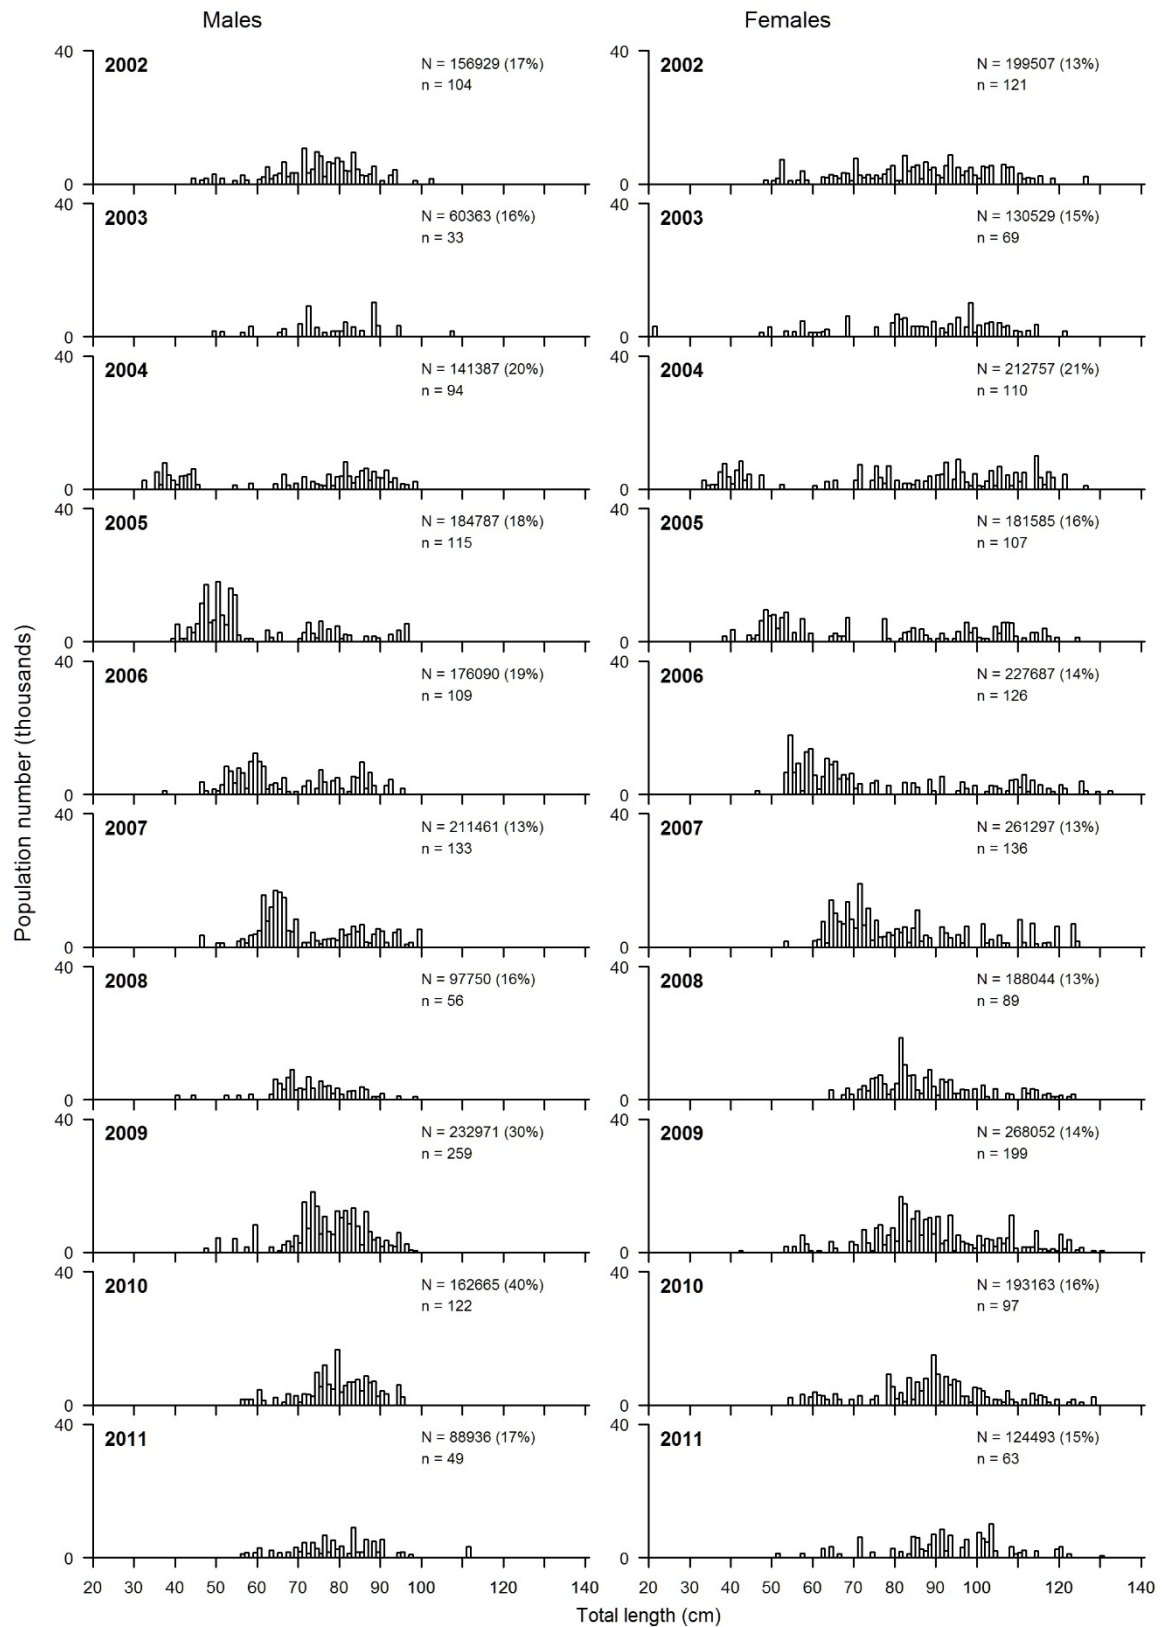 Males Females
40 2002 N = 156929 (17%) 40 2002 N = 199507 (13%)
n = 104 n = 121
0 0
40 2003 N = 60363 (16%) 40 2003 N = 130529 (15%)
n = 33 n = 69
0 0
40 2004 N = 141387 (20%) 40 2004 N = 212757 (21%)
n = 94 n = 110
0 0
40 2005 N = 184787 (18%) 40 2005 N = 181585 (16%)
n = 115 n = 107
0 0
40 2006 N = 176090 (19%) 40 2006 N = 227687 (14%)
n = 109 n = 126
0 0
Population number (thousands)
40 2007 N = 211461 (13%) 40 2007 N = 261297 (13%)
n = 133 n = 136
0 0
40 2008 N = 97750 (16%) 40 2008 N = 188044 (13%)
n = 56 n = 89
0 0
40 2009 N = 232971 (30%) 40 2009 N = 268052 (14%)
n = 259 n = 199
0 0
40 2010 N = 162665 (40%) 40 2010 N = 193163 (16%)
n = 122 n = 97
0 0
40 2011 N = 88936 (17%) 40 2011 N = 124493 (15%)
n = 49 n = 63
0 0
20 30 40 50 60 70 80 90 100 120 140 20 30 40 50 60 70 80 90 100 120 140
Total length (cm)